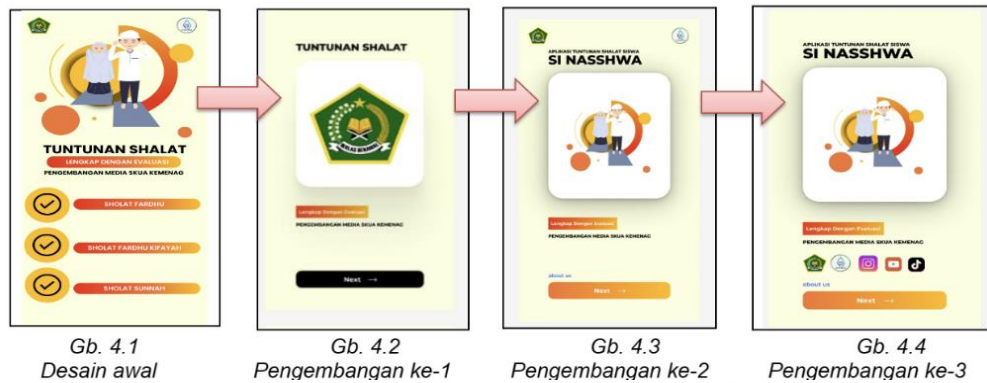 TUNTUNAN SHALAT
LENGKAP DENGAN EVALUASI
PENGEMBANGAN MEDIA SKUA KEMENAG
SHOLAT FARDHU
SHOLAT FARDHU KIFAYAH
SHOLAT SUNNAH
Gb. 4.1
Desain awal
TUNTUNAN SHALAT
IKHLAS BERAMAL
Lengkap Dengan Evaluasi
PENGEMBANGAN MEDIA SKUA KEMENAG
Next →
Gb. 4.2
Pengembangan ke-1
APLIKASI TUNTUNAN SHALAT SISWA
SI NASSHWA
Lengkap Dengan Evaluasi
PENGEMBANGAN MEDIA SKUA KEMENAG
about us
Next →
Gb. 4.3
Pengembangan ke-2
APLIKASI TUNTUNAN SHALAT SISWA
SI NASSHWA
Lengkap Dengan Evaluasi
PENGEMBANGAN MEDIA SKUA KEMENAG
about us
Next →
Gb. 4.4
Pengembangan ke-3